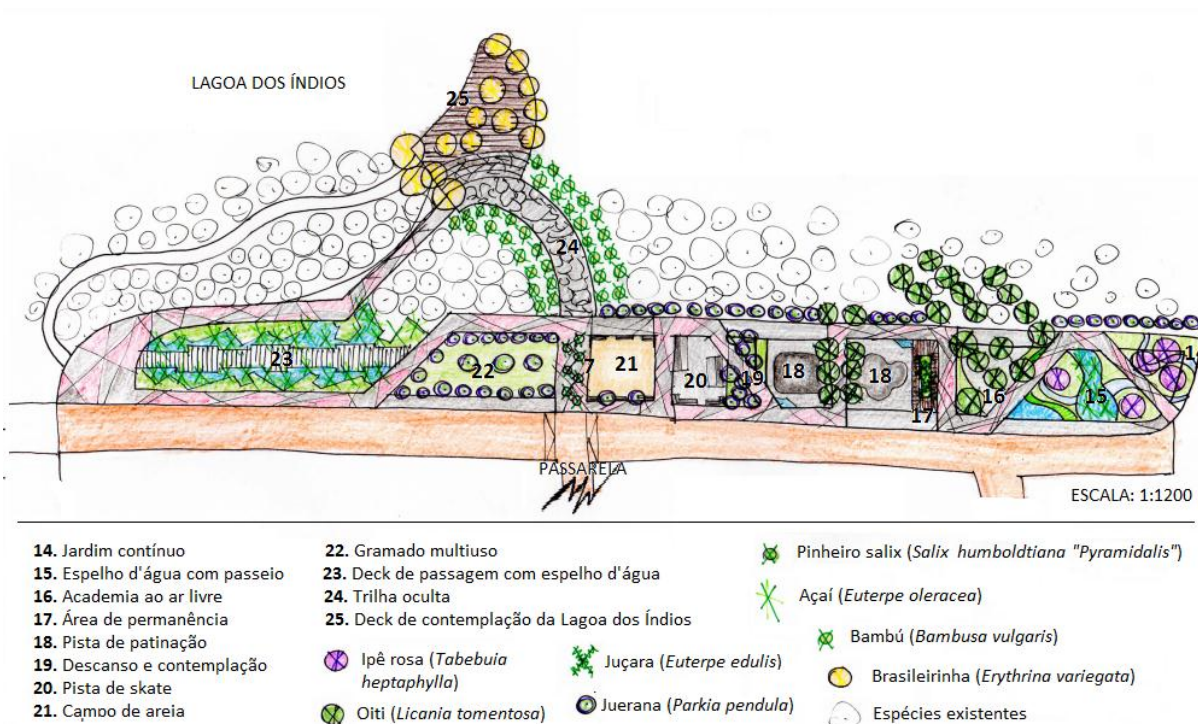 LAGOA DOS ÍNDIOS
25
24
23
22
7
21
20
19
18
18
17
16
15
1
PASSARELA
ESCALA: 1:1200
14. Jardim contínuo
15. Espelho d'água com passeio
16. Academia ao ar livre
17. Área de permanência
18. Pista de patinação
19. Descanso e contemplação
20. Pista de skate
21. Campo de areia
22. Gramado multiuso
23. Deck de passagem com espelho d'água
24. Trilha oculta
25. Deck de contemplação da Lagoa dos Índios
Ipê rosa (Tabebuia
heptaphylla)
Oiti (Licania tomentosa)
Juçara (Euterpe edulis)
Juerana (Parkia pendula)
Pinheiro salix (Salix humboldtiana "Pyramidalis")
Açaí (Euterpe oleracea)
Bambú (Bambusa vulgaris)
Brasileirinha (Erythrina variegata)
Espécies existentes